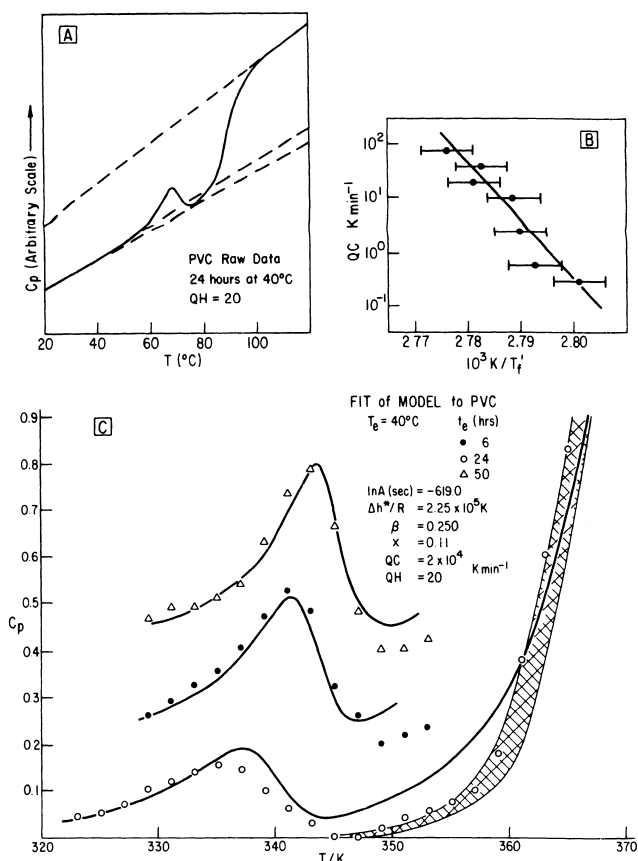 A
Cp (Arbitrary Scale)
PVC Raw Data
24 hours at 40°C
QH = 20
20 40 60 80 100
T (°C)
B
QC K min⁻¹
10²
10¹
10⁰
10⁻¹
2.77 2.78 2.79 2.80
10³ K/Tf'
C
FIT of MODEL to PVC
Te = 40°C te (hrs)
● 6
○ 24
△ 50
lnA (sec) = -619.0
Δh*/R = 2.25 x 10⁵K
β = 0.250
x = 0.11
QC = 2 x 10⁴ K min⁻¹
QH = 20
Cp
0.9
0.8
0.7
0.6
0.5
0.4
0.3
0.2
0.1
320 330 340 350 360 370
T/K